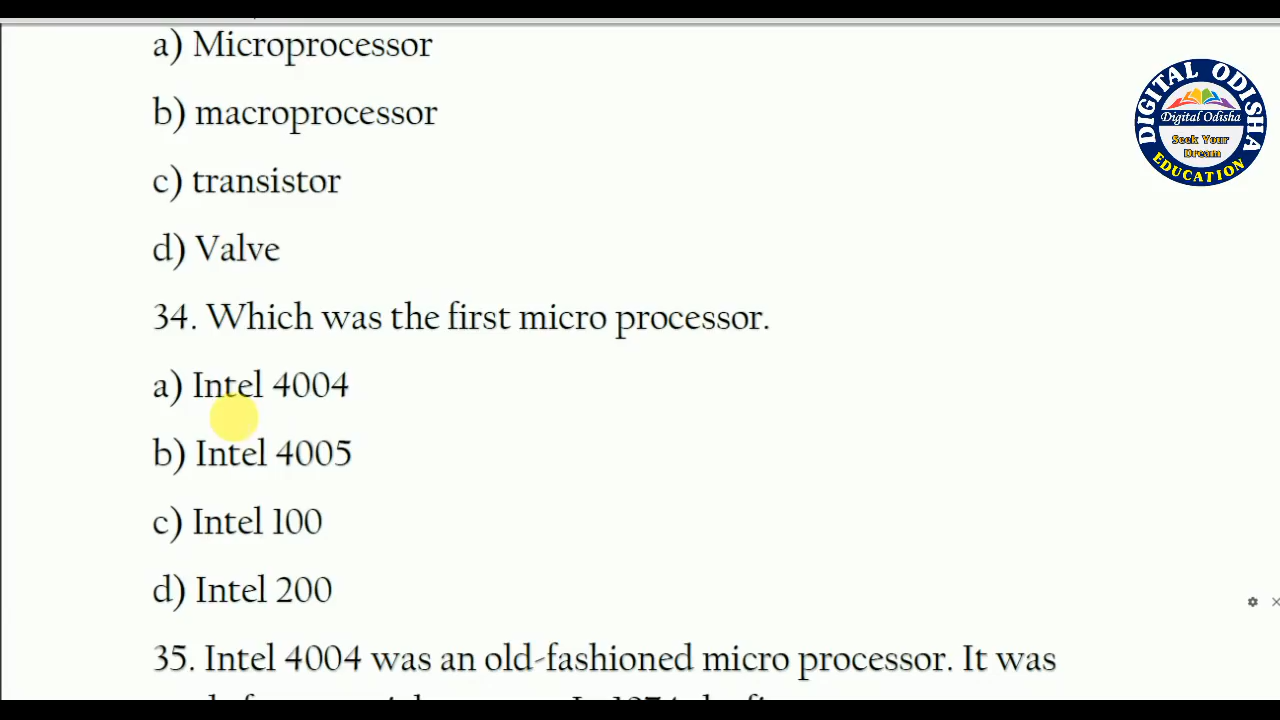 a) Microprocessor
b) macroprocessor
c) transistor
d) Valve
34. Which was the first micro processor.
a) Intel 4004
b) Intel 4005
c) Intel 100
d) Intel 200
35. Intel 4004 was an old-fashioned micro processor. It was
DIGITAL ODISHA
Digital Odisha
Seek Your
Dream
EDUCATION